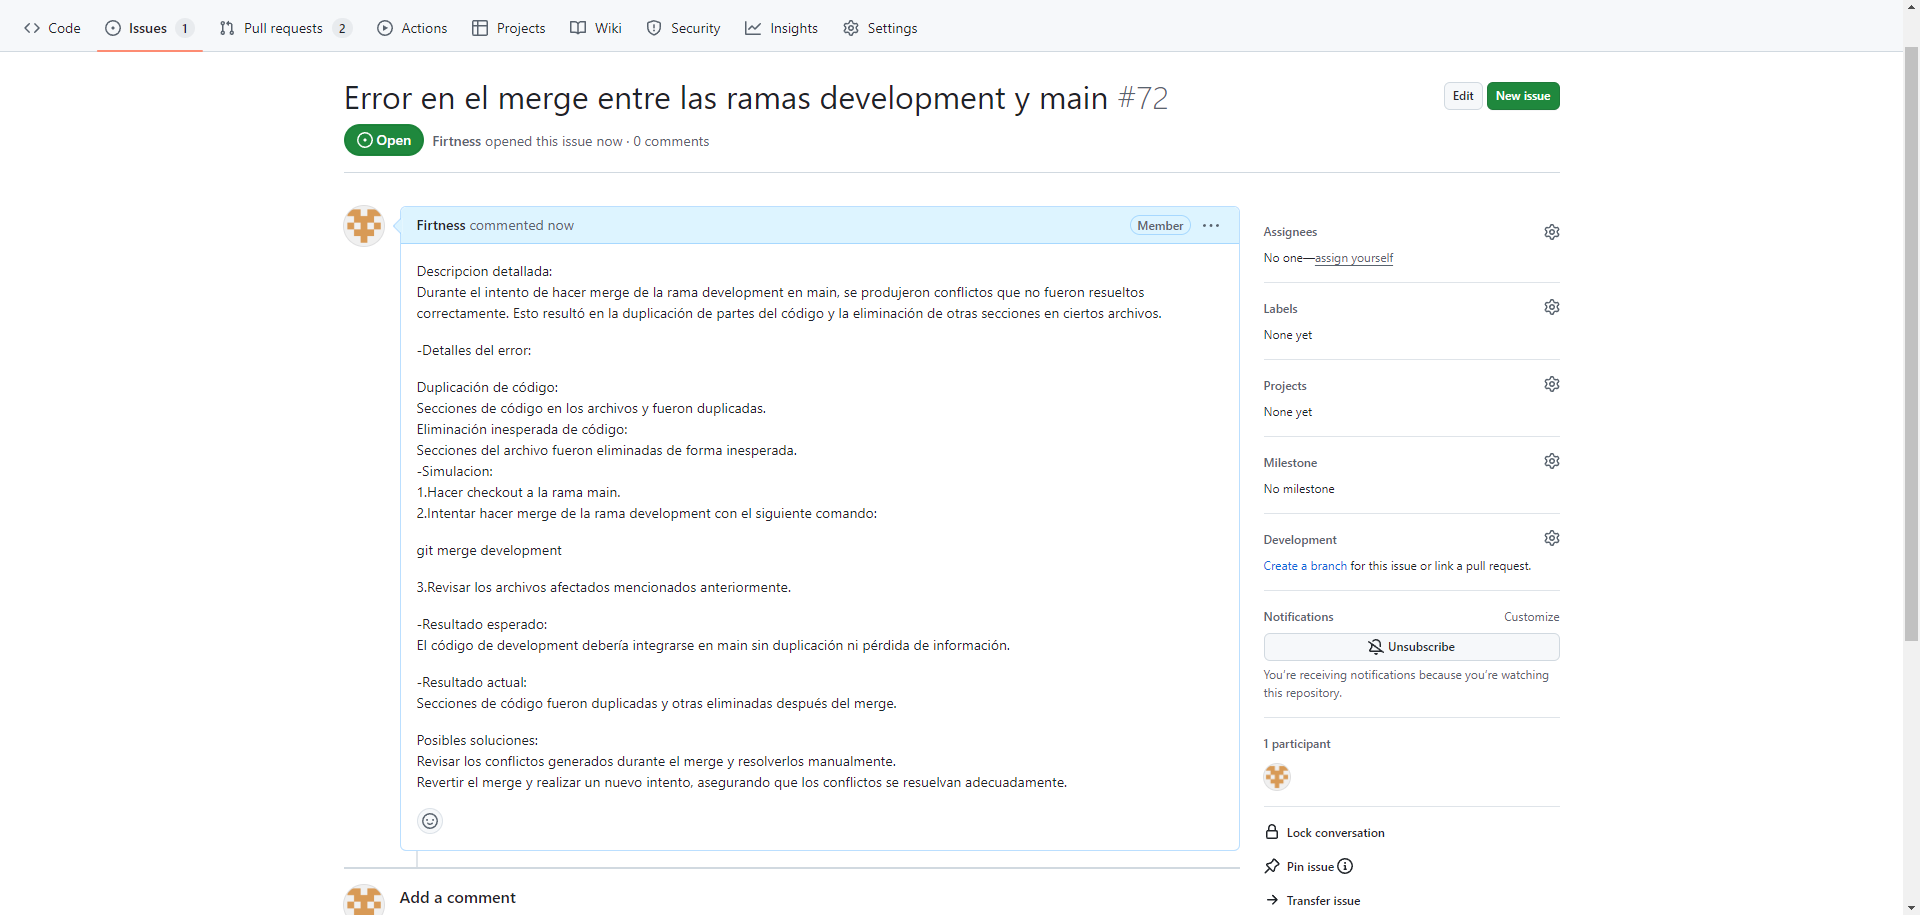 Code Issues 1 Pull requests 2 Actions Projects Wiki Security Insights Settings
Error en el merge entre las ramas development y main #72
Edit New issue
Open Firtness opened this issue now · 0 comments
Firtness commented now Member
Descripcion detallada:
Durante el intento de hacer merge de la rama development en main, se produjeron conflictos que no fueron resueltos
correctamente. Esto resultó en la duplicación de partes del código y la eliminación de otras secciones en ciertos archivos.
-Detalles del error:
Duplicación de código:
Secciones de código en los archivos y fueron duplicadas.
Eliminación inesperada de código:
Secciones del archivo fueron eliminadas de forma inesperada.
-Simulacion:
1.Hacer checkout a la rama main.
2.Intentar hacer merge de la rama development con el siguiente comando:
git merge development
3.Revisar los archivos afectados mencionados anteriormente.
-Resultado esperado:
El código de development debería integrarse en main sin duplicación ni pérdida de información.
-Resultado actual:
Secciones de código fueron duplicadas y otras eliminadas después del merge.
Posibles soluciones:
Revisar los conflictos generados durante el merge y resolverlos manualmente.
Revertir el merge y realizar un nuevo intento, asegurando que los conflictos se resuelvan adecuadamente.
Add a comment
Assignees
No one—assign yourself
Labels
None yet
Projects
None yet
Milestone
No milestone
Development
Create a branch for this issue or link a pull request.
Notifications Customize
Unsubscribe
You're receiving notifications because you're watching
this repository.
1 participant
Lock conversation
Pin issue
Transfer issue